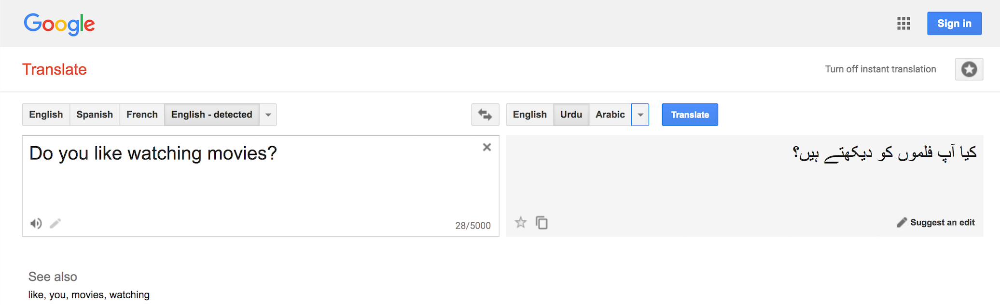 Google
Sign in
Translate
Turn off instant translation
English Spanish French English - detected
English Urdu Arabic Translate
Do you like watching movies?
کیا آپ فلموں کو دیکھتے ہیں؟
28/5000
Suggest an edit
See also
like, you, movies, watching